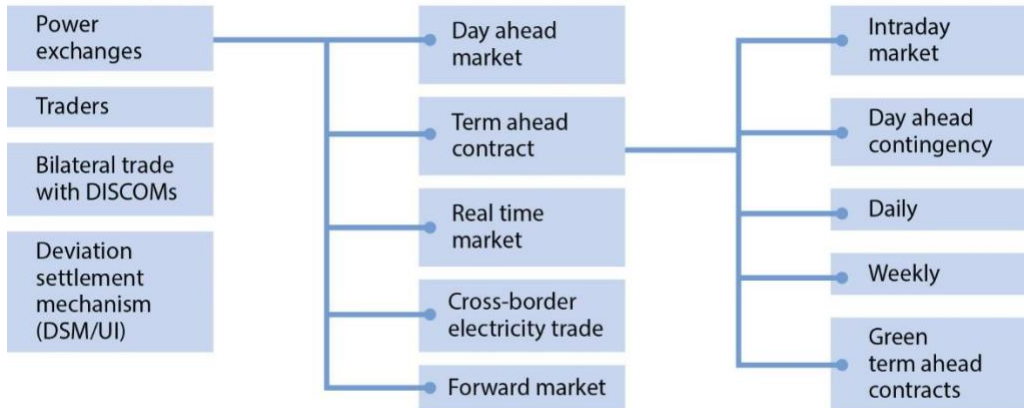 Power
exchanges
Traders
Bilateral trade
with DISCOMs
Deviation
settlement
mechanism
(DSM/UI)
Day ahead
market
Term ahead
contract
Real time
market
Cross-border
electricity trade
Forward market
Intraday
market
Day ahead
contingency
Daily
Weekly
Green
term ahead
contracts